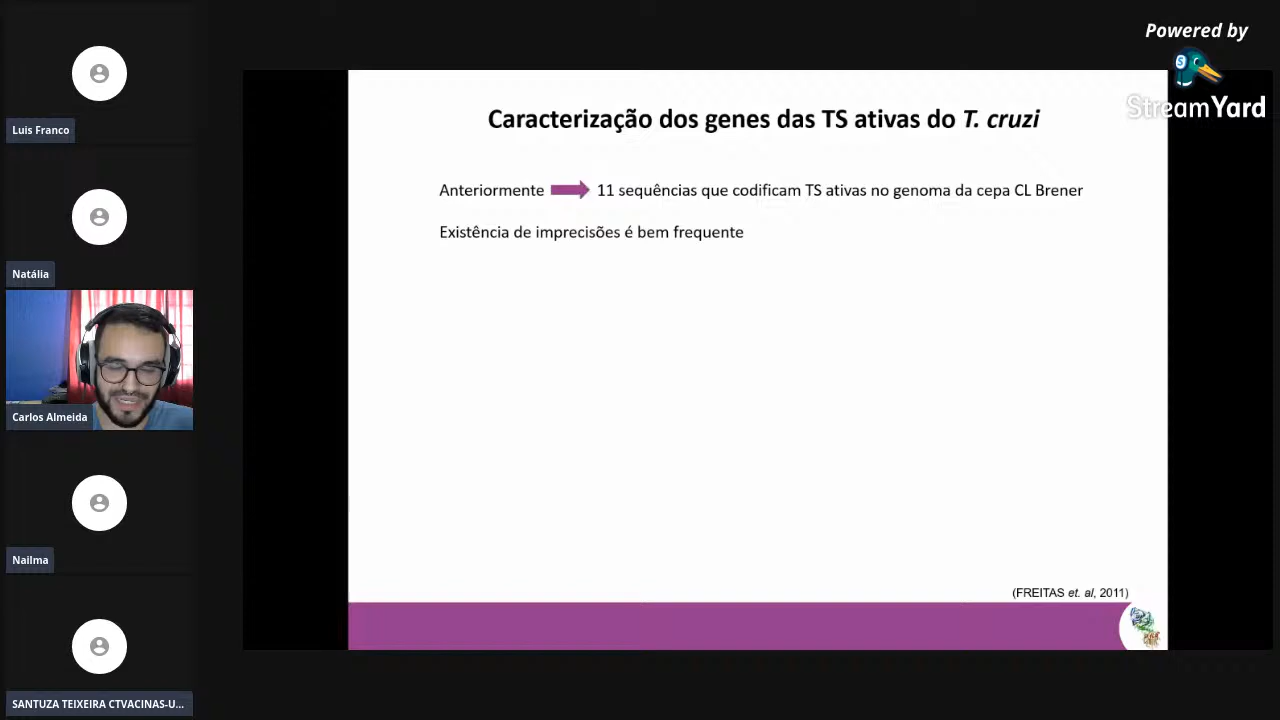 Powered by
StreamYard
Luis Franco
Natália
Carlos Almeida
Nailma
SANTUZA TEIXEIRA CTVACINAS-U...
Caracterização dos genes das TS ativas do T. cruzi
Anteriormente 11 sequências que codificam TS ativas no genoma da cepa CL Brener
Existência de imprecisões é bem frequente
(FREITAS et. al, 2011)